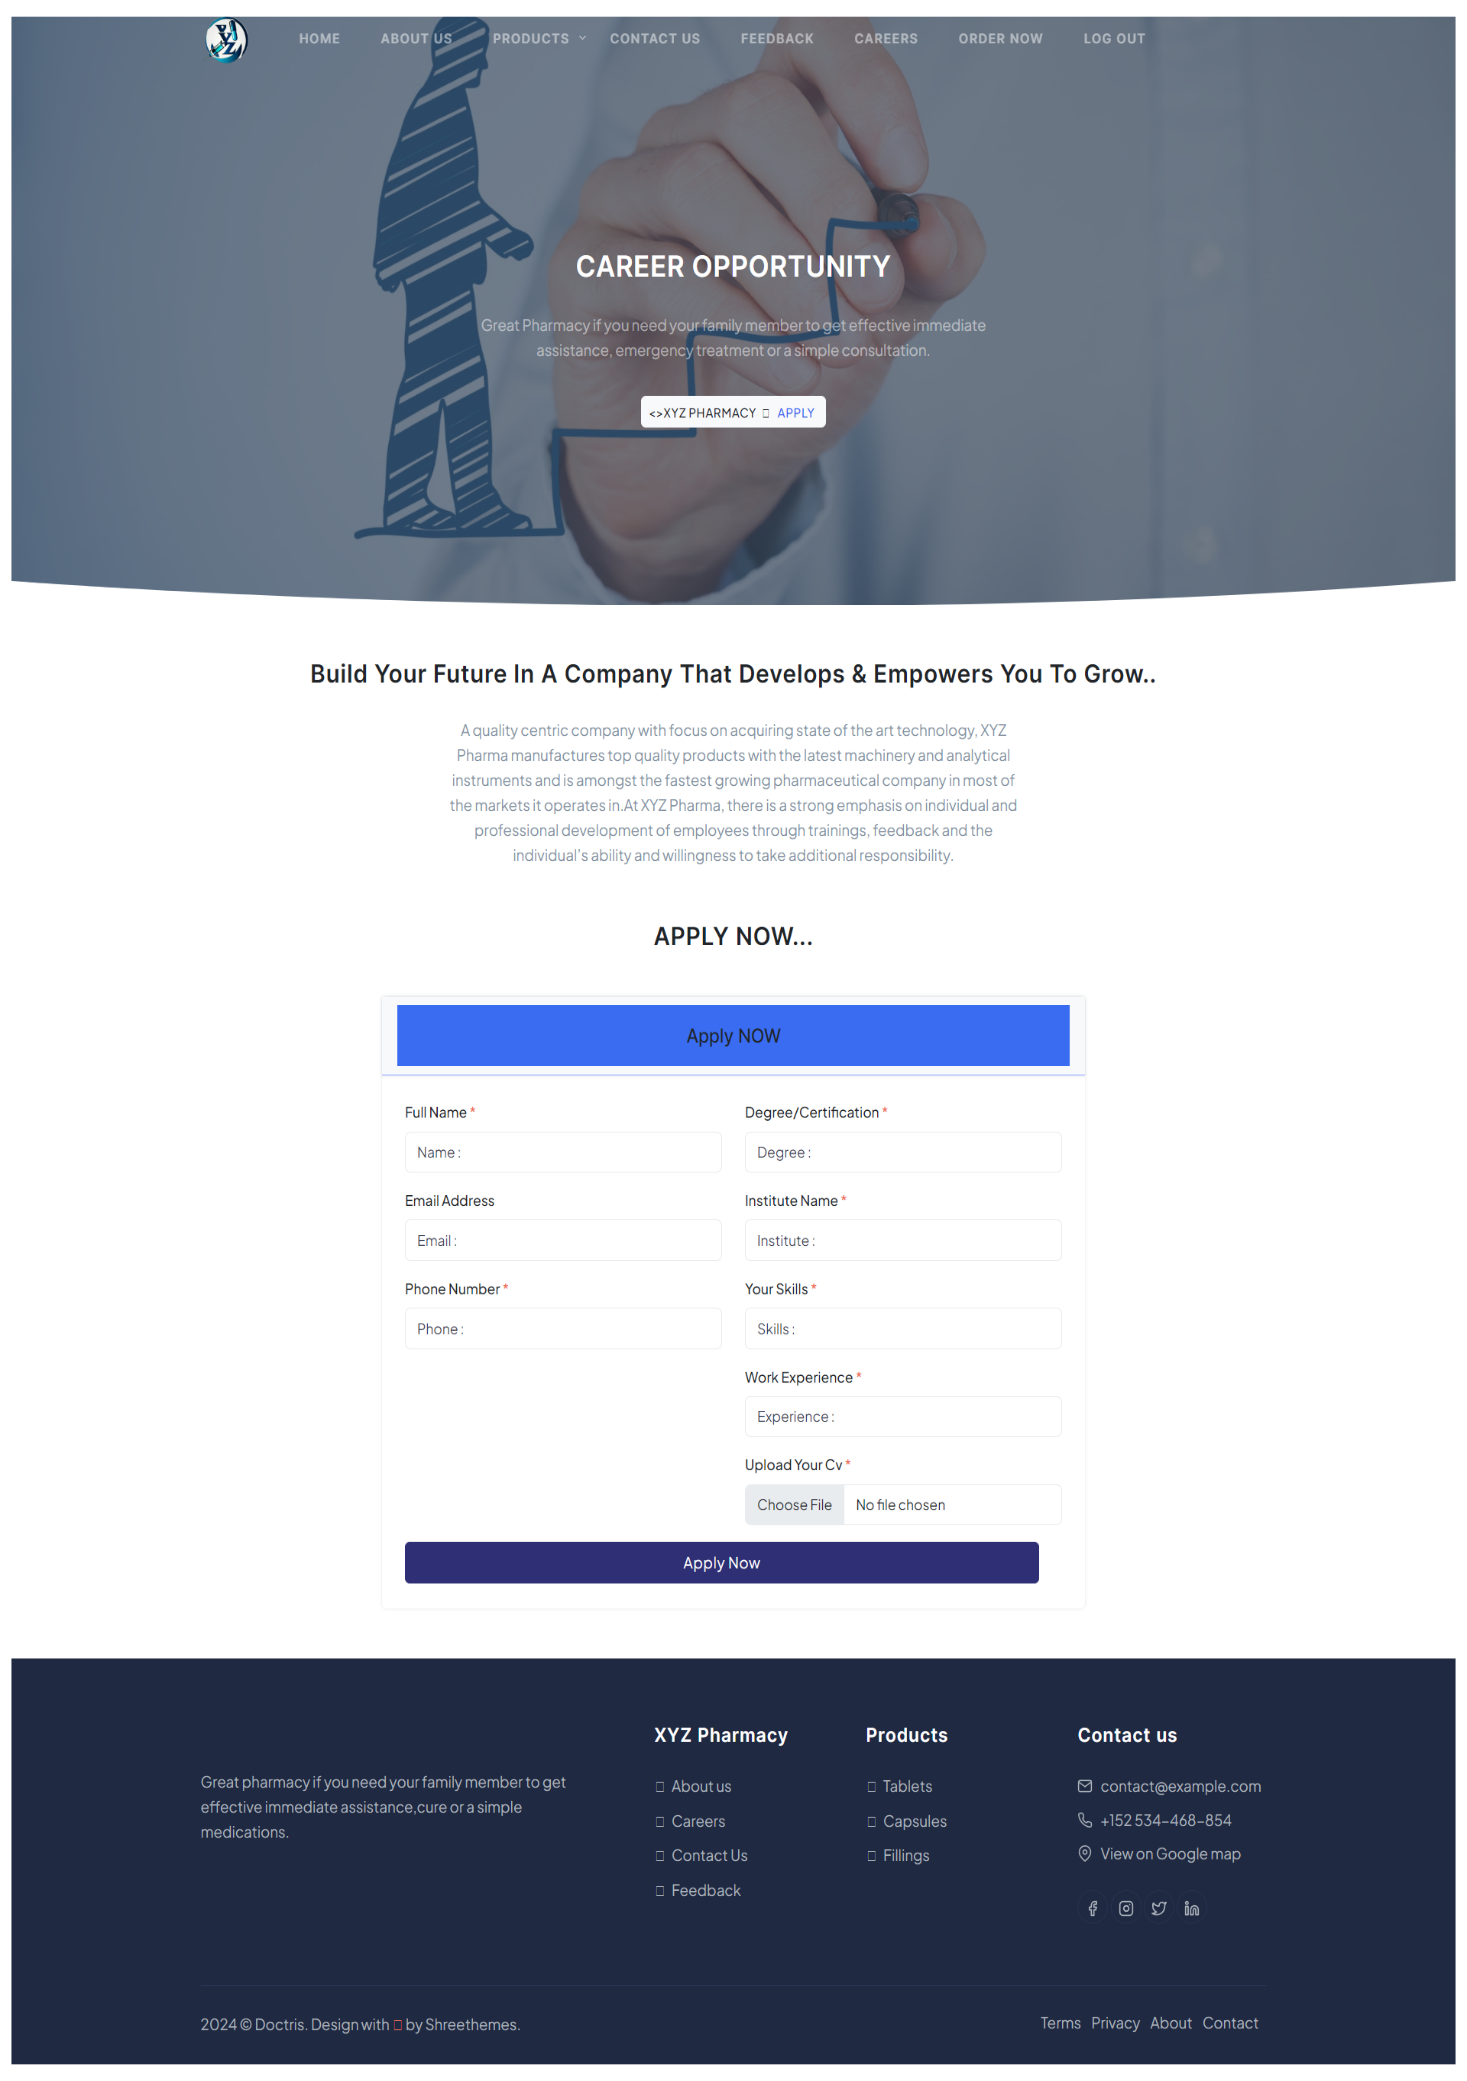 XYZ
HOME ABOUT US PRODUCTS CONTACT US FEEDBACK CAREERS ORDER NOW LOG OUT
CAREER OPPORTUNITY
Great Pharmacy if you need your family member to get effective immediate
assistance, emergency treatment or a simple consultation.
<>XYZ PHARMACY APPLY
Build Your Future In A Company That Develops & Empowers You To Grow..
A quality centric company with focus on acquiring state of the art technology, XYZ
Pharma manufactures top quality products with the latest machinery and analytical
instruments and is amongst the fastest growing pharmaceutical company in most of
the markets it operates in.At XYZ Pharma, there is a strong emphasis on individual and
professional development of employees through trainings, feedback and the
individual's ability and willingness to take additional responsibility.
APPLY NOW...
Apply NOW
Full Name *
Name :
Email Address
Email :
Phone Number *
Phone :
Degree/Certification *
Degree :
Institute Name *
Institute :
Your Skills *
Skills :
Work Experience *
Experience :
Upload Your Cv *
Choose File No file chosen
Apply Now
Great pharmacy if you need your family member to get
effective immediate assistance,cure or a simple
medications.
XYZ Pharmacy
About us
Careers
Contact Us
Feedback
Products
Tablets
Capsules
Fillings
Contact us
contact@example.com
+152 534-468-854
View on Google map
2024 © Doctris. Design with by Shreethemes.
Terms Privacy About Contact